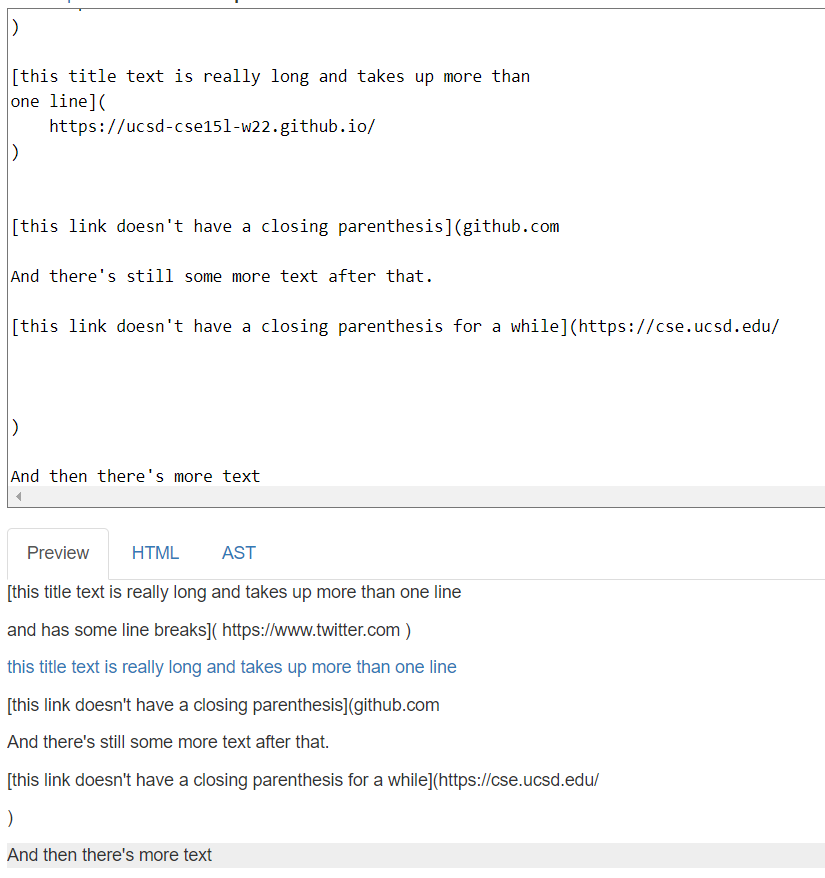 )
[this title text is really long and takes up more than
one line](
https://ucsd-cse15l-w22.github.io/
)
[this link doesn't have a closing parenthesis](github.com
And there's still some more text after that.
[this link doesn't have a closing parenthesis for a while](https://cse.ucsd.edu/
)
And then there's more text
Preview HTML AST
[this title text is really long and takes up more than one line
and has some line breaks]( https://www.twitter.com )
this title text is really long and takes up more than one line
[this link doesn't have a closing parenthesis](github.com
And there's still some more text after that.
[this link doesn't have a closing parenthesis for a while](https://cse.ucsd.edu/
)
And then there's more text